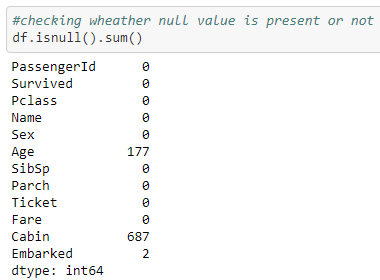 #checking wheather null value is present or not
df.isnull().sum()
PassengerId 0
Survived 0
Pclass 0
Name 0
Sex 0
Age 177
SibSp 0
Parch 0
Ticket 0
Fare 0
Cabin 687
Embarked 2
dtype: int64